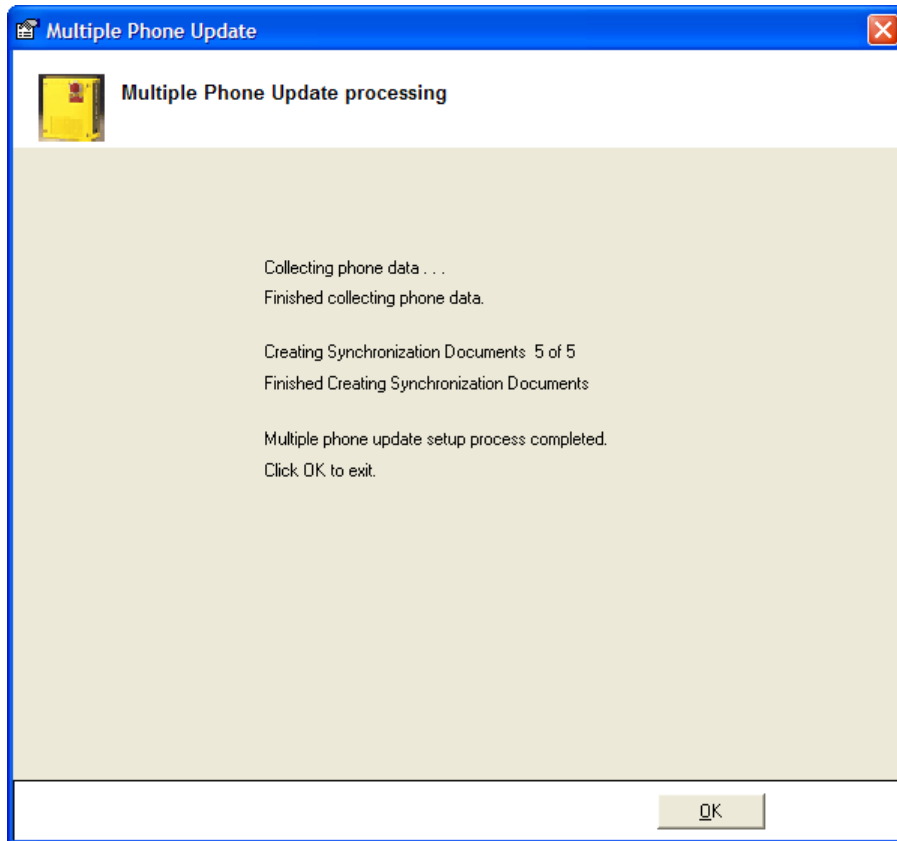 Multiple Phone Update
Multiple Phone Update processing
Collecting phone data . . .
Finished collecting phone data.
Creating Synchronization Documents  5 of 5
Finished Creating Synchronization Documents
Multiple phone update setup process completed.
Click OK to exit.
OK